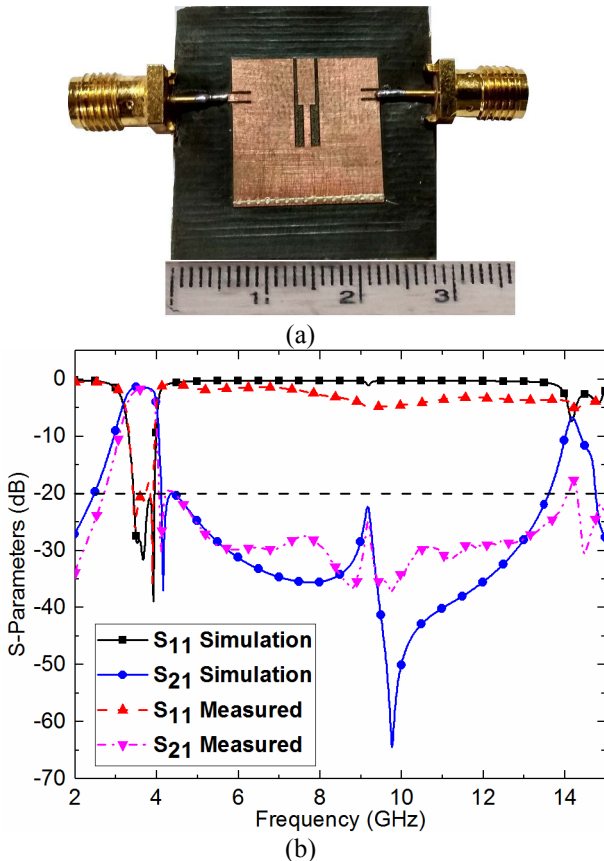 1 2 3
(a)
S-Parameters (dB)
0
-10
-20
-30
-40
-50
-60
-70
S11 Simulation
S21 Simulation
S11 Measured
S21 Measured
2 4 6 8 10 12 14
Frequency (GHz)
(b)